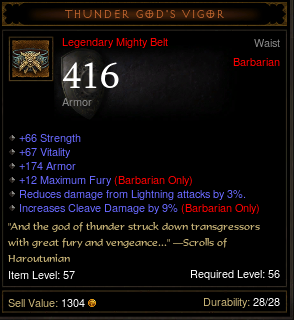 THUNDER GOD'S VIGOR
Legendary Mighty Belt
Waist
Barbarian
416
Armor
+66 Strength
+67 Vitality
+174 Armor
+12 Maximum Fury (Barbarian Only)
Reduces damage from Lightning attacks by 3%.
Increases Cleave Damage by 9% (Barbarian Only)
"And the god of thunder struck down transgressors
with great fury and vengeance..." —Scrolls of
Haroutunian
Item Level: 57
Required Level: 56
Sell Value: 1304
Durability: 28/28